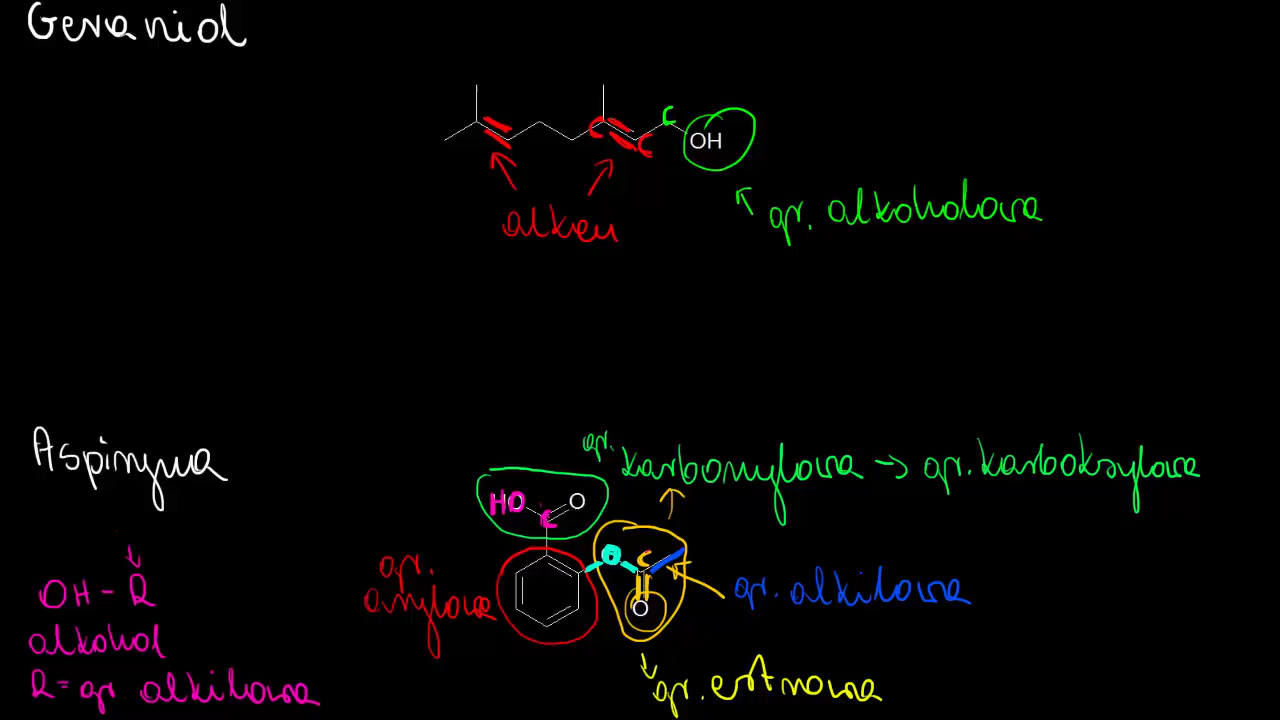 Geraniol
C
C
C
OH
alken
gr. alkoholowa
Aspiryna
gr. karbonylowa → gr. karboksylowa
HO
O
C
O
C
O
gr. arylowa
gr. alkilowa
OH - R
alkohol
R = gr alkilowa
gr. estrowa